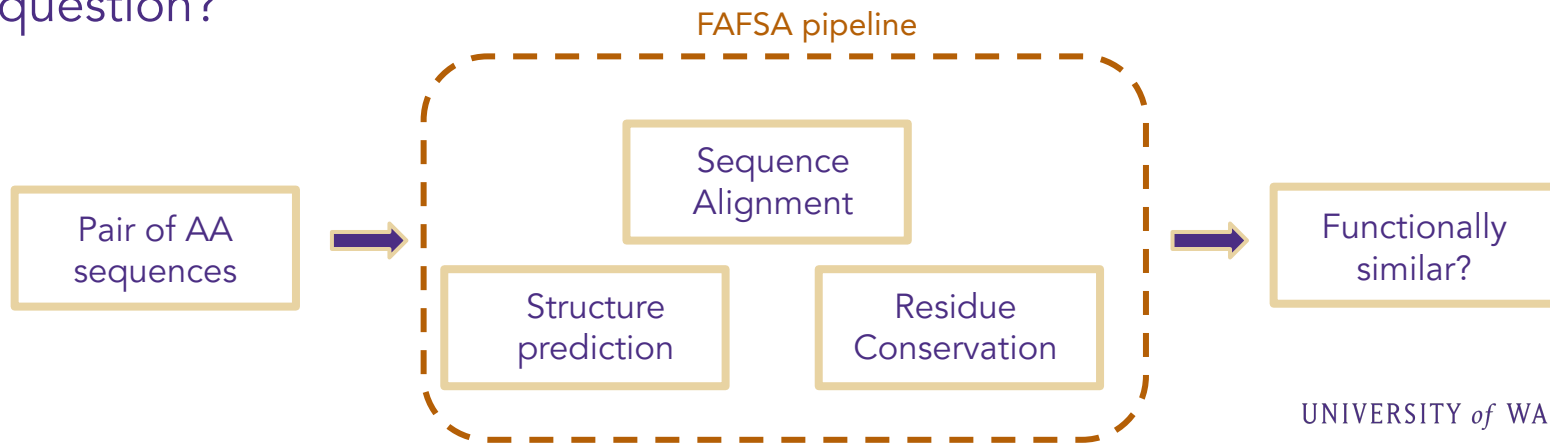 question?
FAFSA pipeline
Sequence
Alignment
Pair of AA
sequences
Functionally
similar?
Structure
prediction
Residue
Conservation
UNIVERSITY of WA